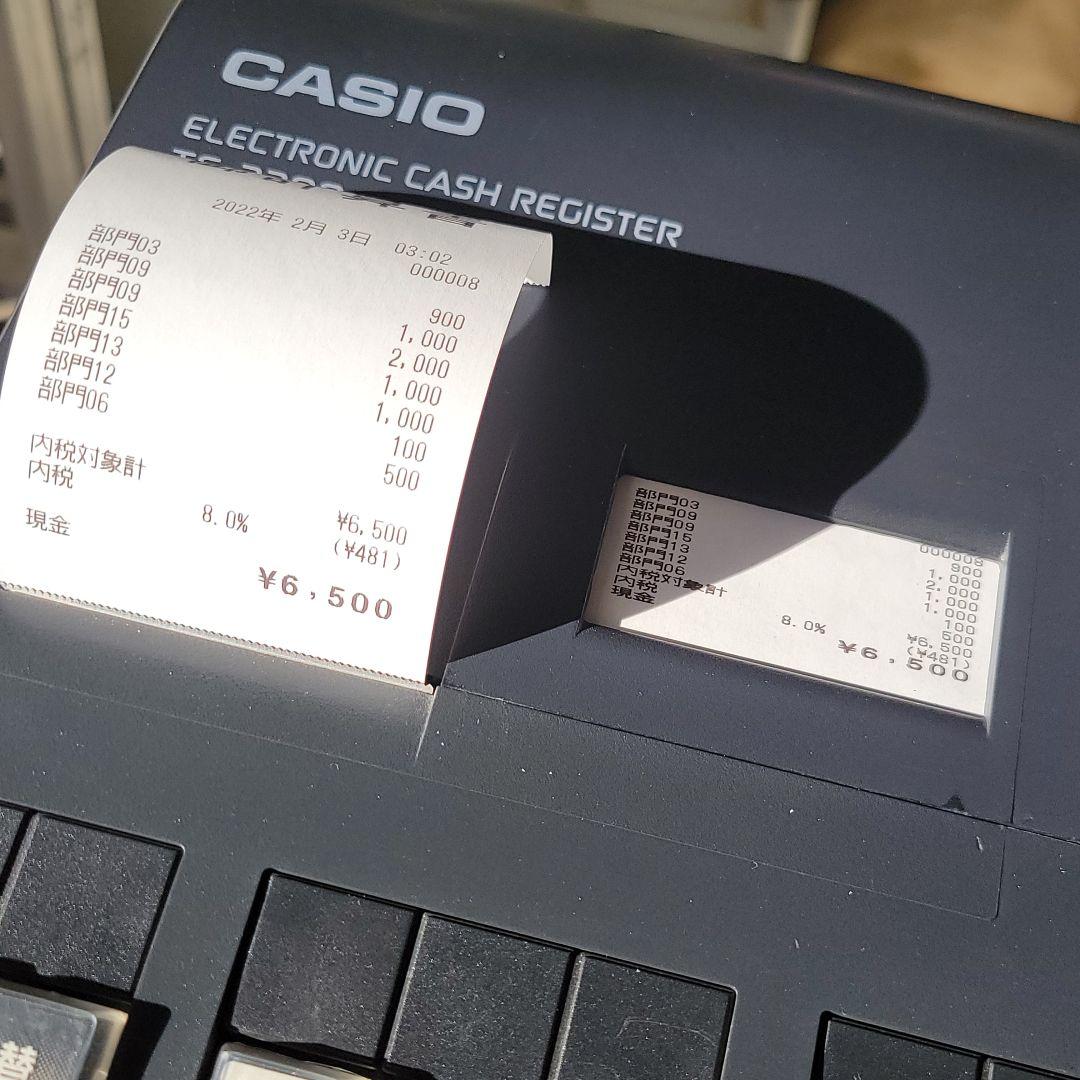 CASIO
ELECTRONIC CASH REGISTER
2022年 2月 3日 03:02
000008
部門03 900
部門09 1,000
部門09 2,000
部門15 1,000
部門13 1,000
部門12 100
部門06 500
内税対象計 ¥6,500
内税 8.0% (¥481)
現金 ¥6,500
000008
部門03 900
部門09 1.000
部門09 2.000
部門15 1.000
部門13 1.000
部門12 100
部門06 500
内税対象計 ¥6,500
内税 8.0% (¥481)
現金 ¥6,500
替